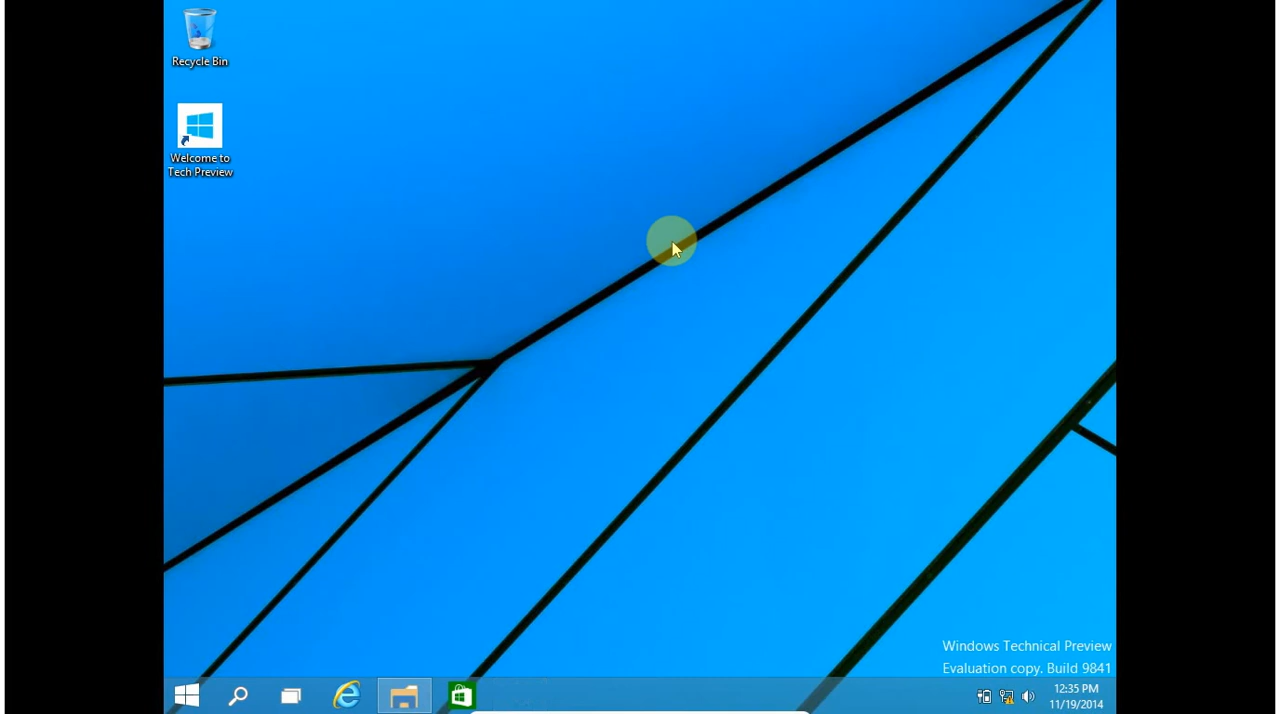 Recycle Bin
Welcome to
Tech Preview
Windows Technical Preview
Evaluation copy. Build 9841
12:35 PM
11/19/2014